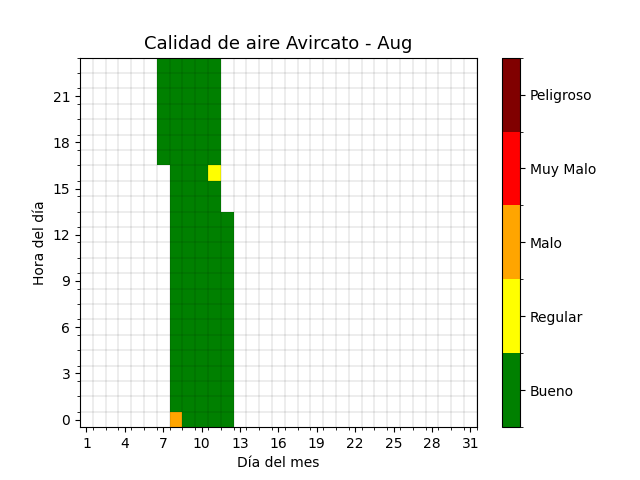 Calidad de aire Avircato - Aug
21
18
15
12
9
6
3
0
Hora del día
1 4 7 10 13 16 19 22 25 28 31
Día del mes
Peligroso
Muy Malo
Malo
Regular
Bueno